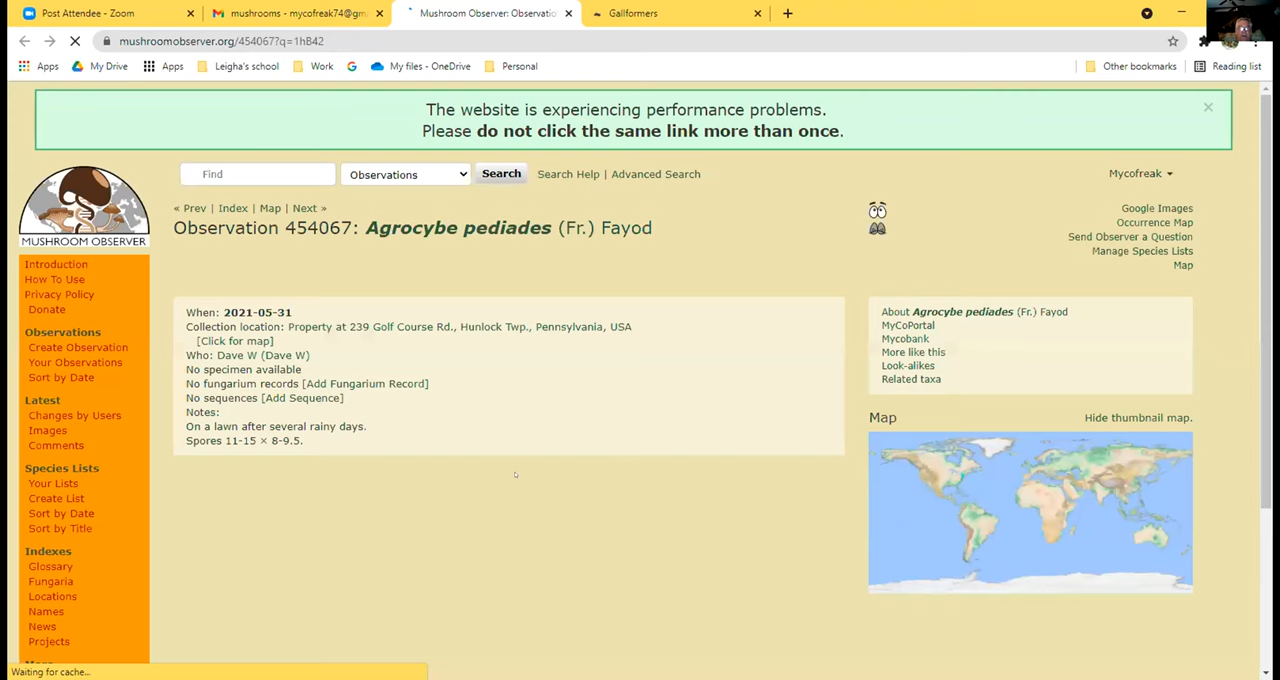 Post Attendee - Zoom
mushrooms - mycofreak74@gm
Mushroom Observer: Observatio
Gallformers
mushroomobserver.org/454067?q=1hB42
Apps
My Drive
Apps
Leigha's school
Work
My files - OneDrive
Personal
Other bookmarks
Reading list
The website is experiencing performance problems.
Please do not click the same link more than once.
Find
Observations
Search
Search Help | Advanced Search
Mycofreak
MUSHROOM OBSERVER
« Prev | Index | Map | Next »
Observation 454067: Agrocybe pediades (Fr.) Fayod
Google Images
Occurrence Map
Send Observer a Question
Manage Species Lists
Map
Introduction
How To Use
Privacy Policy
Donate
Observations
Create Observation
Your Observations
Sort by Date
Latest
Changes by Users
Images
Comments
Species Lists
Your Lists
Create List
Sort by Date
Sort by Title
Indexes
Glossary
Fungaria
Locations
Names
News
Projects
When: 2021-05-31
Collection location: Property at 239 Golf Course Rd., Hunlock Twp., Pennsylvania, USA
[Click for map]
Who: Dave W (Dave W)
No specimen available
No fungarium records [Add Fungarium Record]
No sequences [Add Sequence]
Notes:
On a lawn after several rainy days.
Spores 11-15 × 8-9.5.
About Agrocybe pediades (Fr.) Fayod
MyCoPortal
Mycobank
More like this
Look-alikes
Related taxa
Map
Hide thumbnail map.
Waiting for cache...